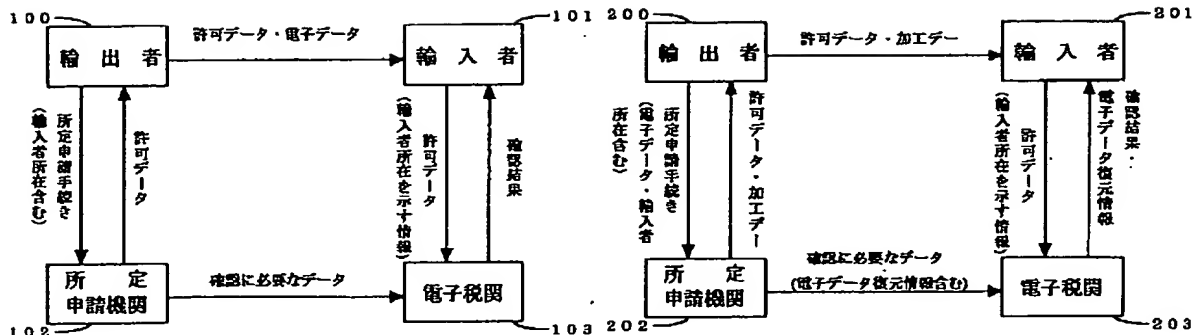 100
輸出者
許可データ・電子データ
101
輸入者
所定申請手続き
(輸入者所在含む)
許可データ
許可データ
(輸入者所在を示す情報)
確認結果
102
所定
申請機関
確認に必要なデータ
103
電子税関
200
輸出者
許可データ・加工デー
201
輸入者
所定申請手続き
(電子データ・輸入者
所在含む)
許可データ・加工デー
許可データ
(輸入者所在を示す情報)
確認結果・
電子データ復元情報
202
所定
申請機関
確認に必要なデータ
(電子データ復元情報含む)
203
電子税関